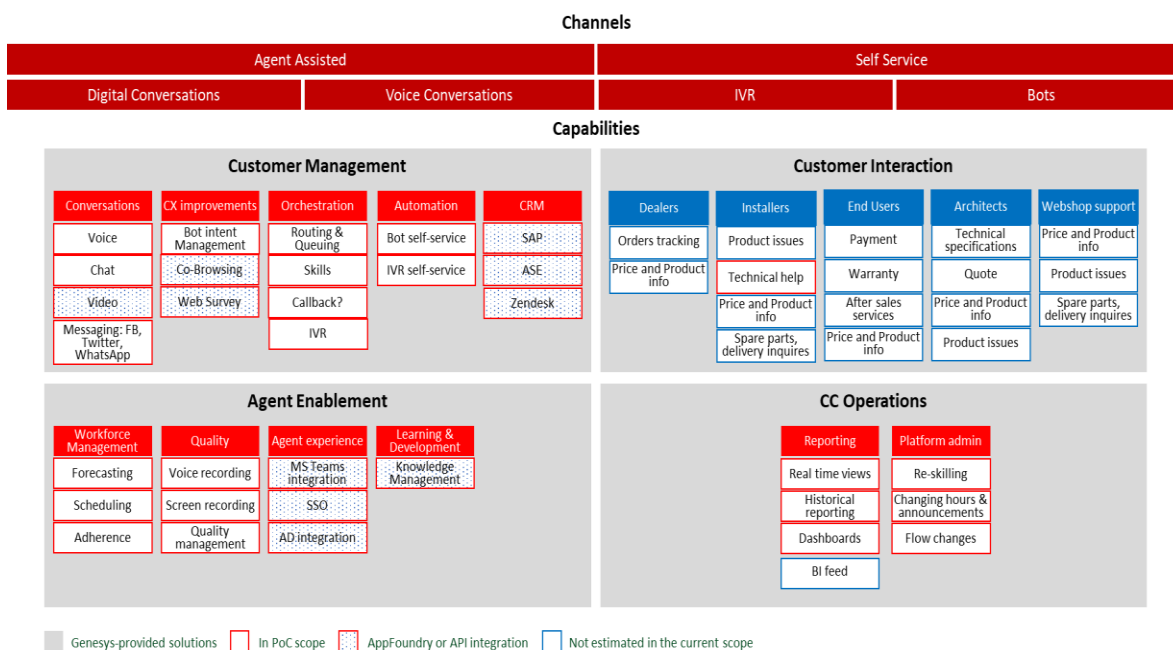 Channels
Agent Assisted
Self Service
Digital Conversations
Voice Conversations
IVR
Bots
Capabilities
Customer Management
Conversations
Voice
Chat
Video
Messaging: FB,
Twitter,
WhatsApp
CX improvements
Bot intent
Management
Co-Browsing
Web Survey
Orchestration
Routing &
Queuing
Skills
Callback?
IVR
Automation
Bot self-service
IVR self-service
CRM
SAP
ASE
Zendesk
Customer Interaction
Dealers
Orders tracking
Price and Product
info
Installers
Product issues
Technical help
Price and Product
info
Spare parts,
delivery inquires
End Users
Payment
Warranty
After sales
services
Price and Product
info
Architects
Technical
specifications
Quote
Price and Product
info
Product issues
Webshop support
Price and Product
info
Product issues
Spare parts,
delivery inquires
Agent Enablement
Workforce
Management
Forecasting
Scheduling
Adherence
Quality
Voice recording
Screen recording
Quality
management
Agent experience
MS Teams
integration
SSO
AD integration
Learning &
Development
Knowledge
Management
CC Operations
Reporting
Real time views
Historical
reporting
Dashboards
BI feed
Platform admin
Re-skilling
Changing hours &
announcements
Flow changes
Genesys-provided solutions
In PoC scope
AppFoundry or API integration
Not estimated in the current scope